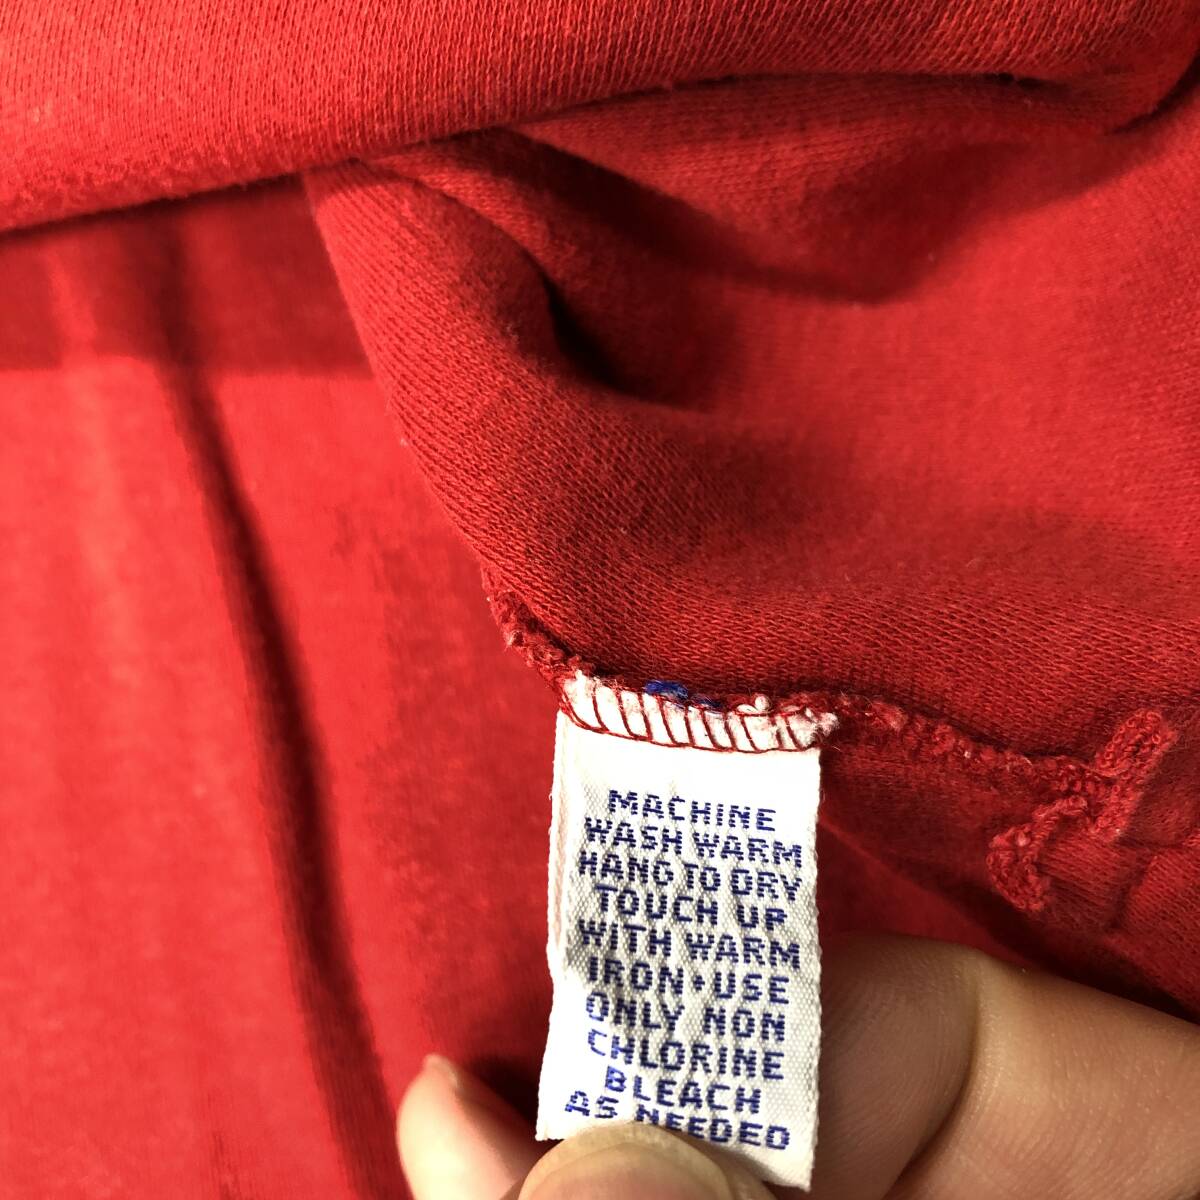 MACHINE
WASH WARM
HANG TO DRY
TOUCH UP
WITH WARM
IRON•USE
ONLY NON
CHLORINE
BLEACH
AS NEEDED